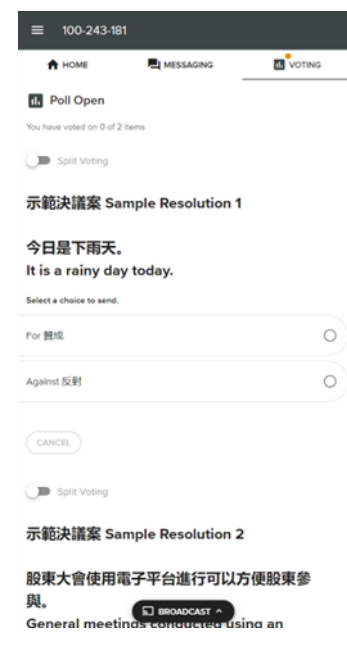 100-243-181
HOME MESSAGING VOTING
Poll Open
You have voted on 0 of 2 items
Split Voting
示範決議案 Sample Resolution 1
今日是下雨天。
It is a rainy day today.
Select a choice to send.
For 贊成
Against 反對
CANCEL
Split Voting
示範決議案 Sample Resolution 2
股東大會使用電子平台進行可以方便股東參
與。
BROADCAST
General meetings conducted using an